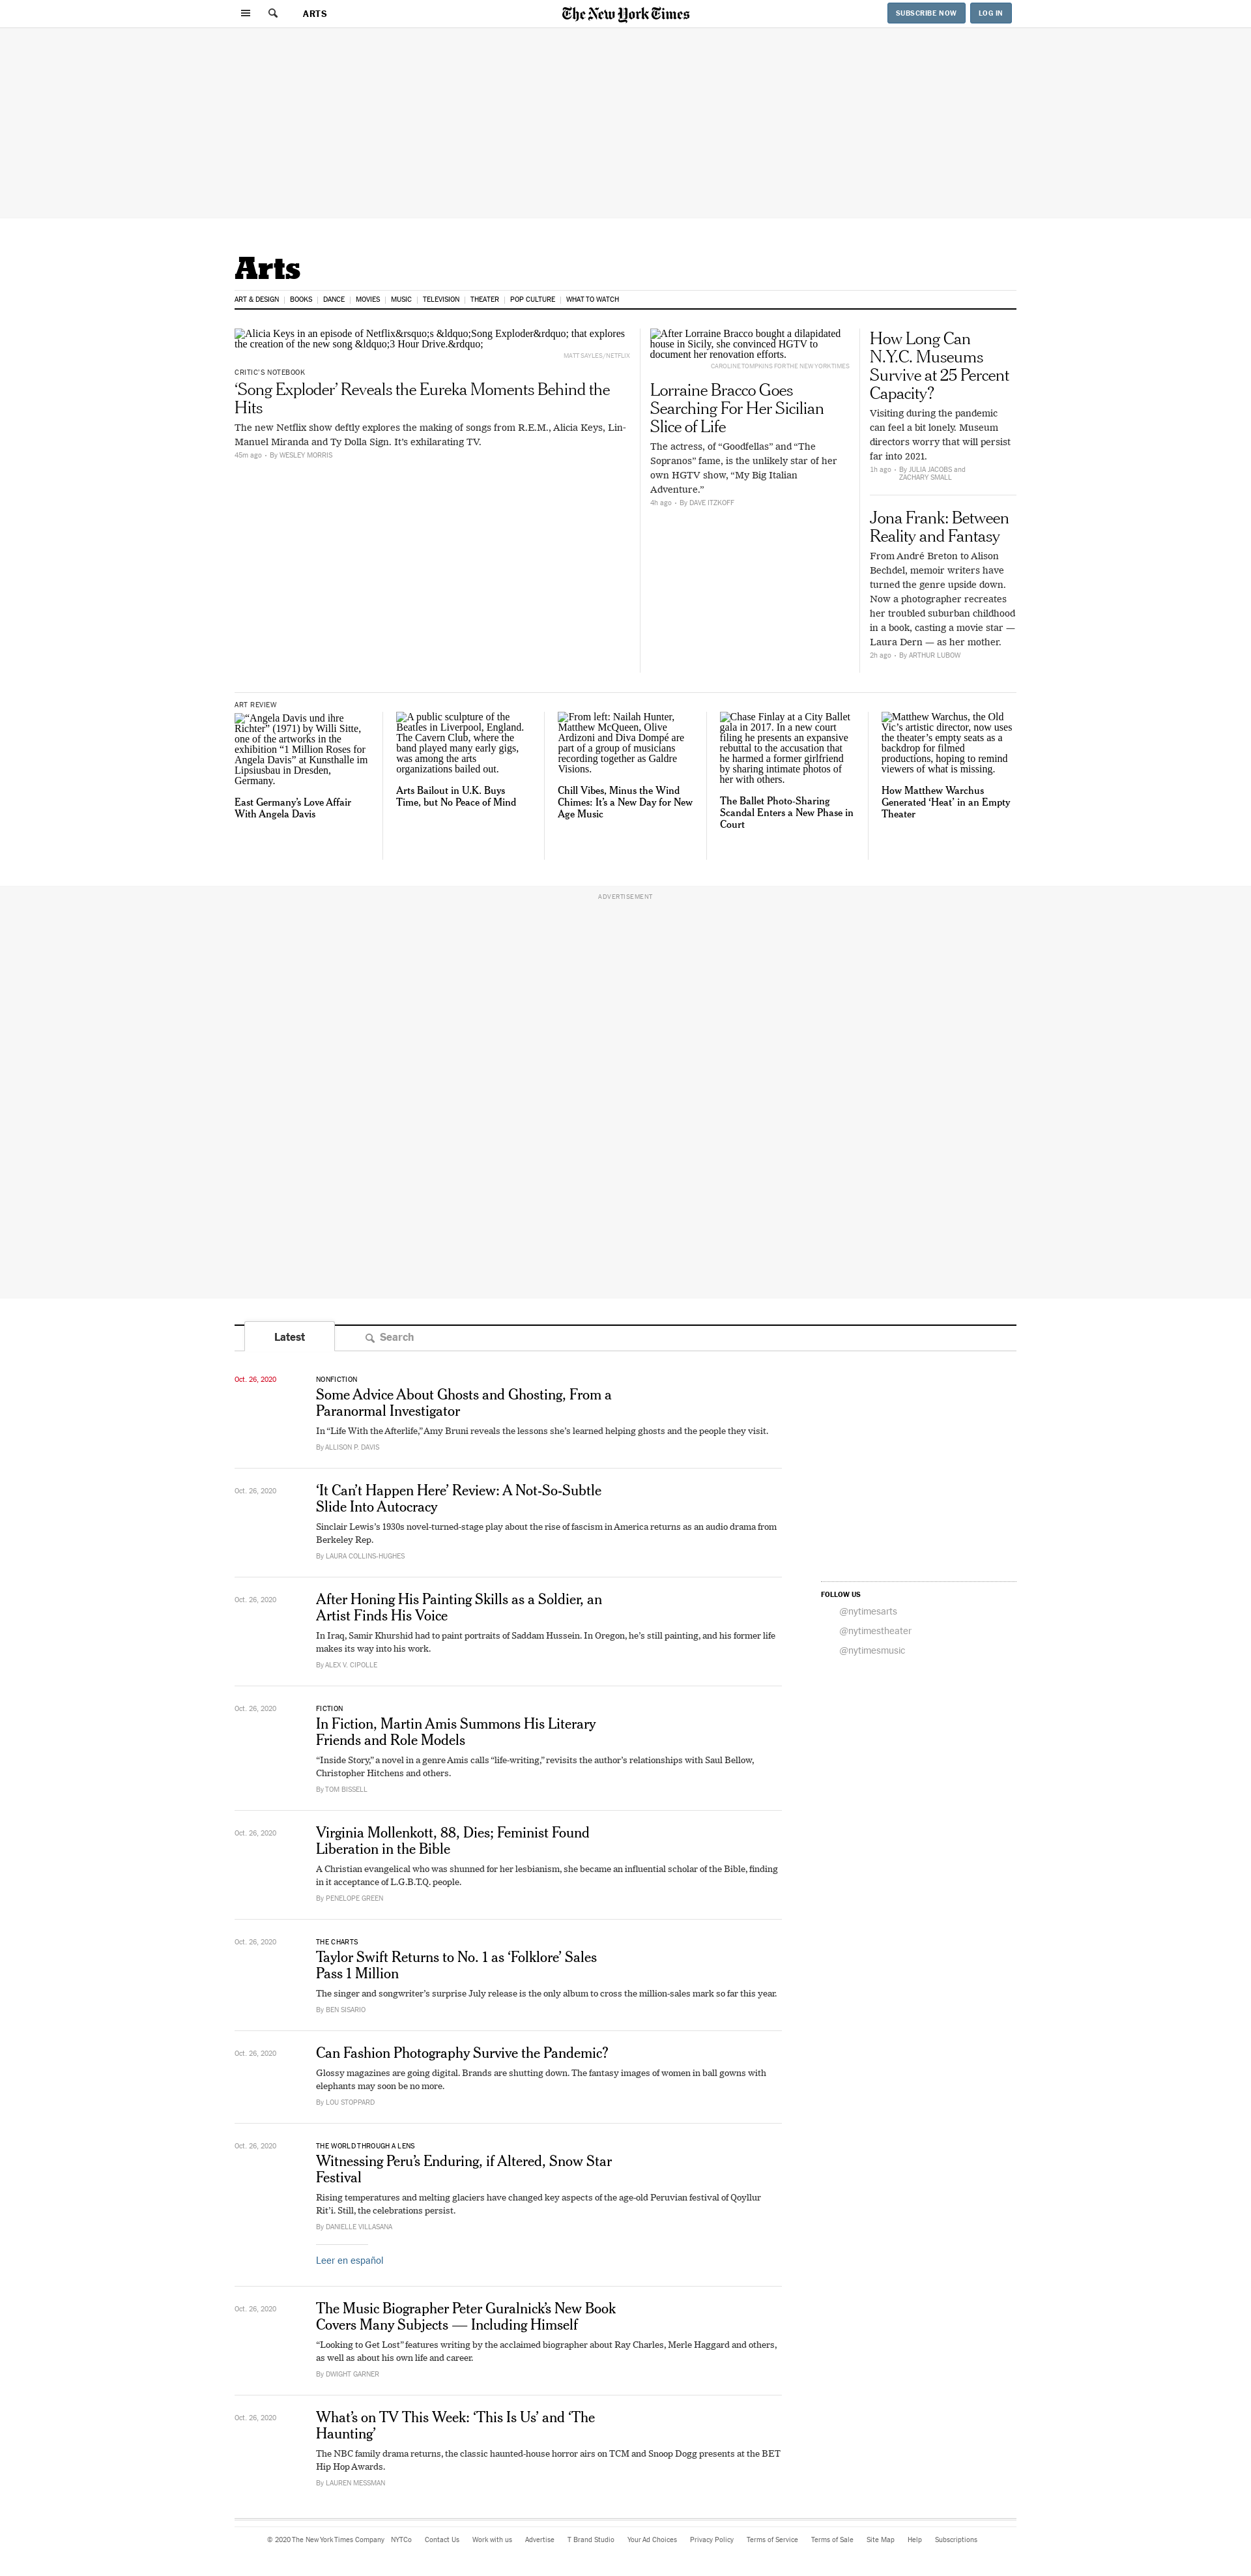 ARTS
The New York Times
SUBSCRIBE NOW
LOG IN
Arts
ART & DESIGN
BOOKS
DANCE
MOVIES
MUSIC
TELEVISION
THEATER
POP CULTURE
WHAT TO WATCH
Alicia Keys in an episode of Netflix&rsquo;s &ldquo;Song Exploder&rdquo; that explores
the creation of the new song &ldquo;3 Hour Drive.&rdquo;
MATT SAYLES/NETFLIX
CRITIC'S NOTEBOOK
‘Song Exploder’ Reveals the Eureka Moments Behind the
Hits
The new Netflix show deftly explores the making of songs from R.E.M., Alicia Keys, Lin-
Manuel Miranda and Ty Dolla Sign. It’s exhilarating TV.
45m ago • By WESLEY MORRIS
After Lorraine Bracco bought a dilapidated
house in Sicily, she convinced HGTV to
document her renovation efforts.
CAROLINE TOMPKINS FOR THE NEW YORK TIMES
Lorraine Bracco Goes
Searching For Her Sicilian
Slice of Life
The actress, of “Goodfellas” and “The
Sopranos” fame, is the unlikely star of her
own HGTV show, “My Big Italian
Adventure.”
4h ago • By DAVE ITZKOFF
How Long Can
N.Y.C. Museums
Survive at 25 Percent
Capacity?
Visiting during the pandemic
can feel a bit lonely. Museum
directors worry that will persist
far into 2021.
1h ago • By JULIA JACOBS and
ZACHARY SMALL
Jona Frank: Between
Reality and Fantasy
From André Breton to Alison
Bechdel, memoir writers have
turned the genre upside down.
Now a photographer recreates
her troubled suburban childhood
in a book, casting a movie star —
Laura Dern — as her mother.
2h ago • By ARTHUR LUBOW
ART REVIEW
“Angela Davis und ihre
Richter” (1971) by Willi Sitte,
one of the artworks in the
exhibition “1 Million Roses for
Angela Davis” at Kunsthalle im
Lipsiusbau in Dresden,
Germany.
East Germany’s Love Affair
With Angela Davis
A public sculpture of the
Beatles in Liverpool, England.
The Cavern Club, where the
band played many early gigs,
was among the arts
organizations bailed out.
Arts Bailout in U.K. Buys
Time, but No Peace of Mind
From left: Nailah Hunter,
Matthew McQueen, Olive
Ardizoni and Diva Dompé are
part of a group of musicians
recording together as Galdre
Visions.
Chill Vibes, Minus the Wind
Chimes: It’s a New Day for New
Age Music
Chase Finlay at a City Ballet
gala in 2017. In a new court
filing he presents an expansive
rebuttal to the accusation that
he harmed a former girlfriend
by sharing intimate photos of
her with others.
The Ballet Photo-Sharing
Scandal Enters a New Phase in
Court
Matthew Warchus, the Old
Vic’s artistic director, now uses
the theater’s empty seats as a
backdrop for filmed
productions, hoping to remind
viewers of what is missing.
How Matthew Warchus
Generated ‘Heat’ in an Empty
Theater
ADVERTISEMENT
Latest
Search
Oct. 26, 2020
NONFICTION
Some Advice About Ghosts and Ghosting, From a
Paranormal Investigator
In “Life With the Afterlife,” Amy Bruni reveals the lessons she’s learned helping ghosts and the people they visit.
By ALLISON P. DAVIS
Oct. 26, 2020
‘It Can’t Happen Here’ Review: A Not-So-Subtle
Slide Into Autocracy
Sinclair Lewis’s 1930s novel-turned-stage play about the rise of fascism in America returns as an audio drama from
Berkeley Rep.
By LAURA COLLINS-HUGHES
Oct. 26, 2020
After Honing His Painting Skills as a Soldier, an
Artist Finds His Voice
In Iraq, Samir Khurshid had to paint portraits of Saddam Hussein. In Oregon, he’s still painting, and his former life
makes its way into his work.
By ALEX V. CIPOLLE
FOLLOW US
@nytimesarts
@nytimestheater
@nytimesmusic
Oct. 26, 2020
FICTION
In Fiction, Martin Amis Summons His Literary
Friends and Role Models
“Inside Story,” a novel in a genre Amis calls “life-writing,” revisits the author’s relationships with Saul Bellow,
Christopher Hitchens and others.
By TOM BISSELL
Oct. 26, 2020
Virginia Mollenkott, 88, Dies; Feminist Found
Liberation in the Bible
A Christian evangelical who was shunned for her lesbianism, she became an influential scholar of the Bible, finding
in it acceptance of L.G.B.T.Q. people.
By PENELOPE GREEN
Oct. 26, 2020
THE CHARTS
Taylor Swift Returns to No. 1 as ‘Folklore’ Sales
Pass 1 Million
The singer and songwriter’s surprise July release is the only album to cross the million-sales mark so far this year.
By BEN SISARIO
Oct. 26, 2020
Can Fashion Photography Survive the Pandemic?
Glossy magazines are going digital. Brands are shutting down. The fantasy images of women in ball gowns with
elephants may soon be no more.
By LOU STOPPARD
Oct. 26, 2020
THE WORLD THROUGH A LENS
Witnessing Peru’s Enduring, if Altered, Snow Star
Festival
Rising temperatures and melting glaciers have changed key aspects of the age-old Peruvian festival of Qoyllur
Rit’i. Still, the celebrations persist.
By DANIELLE VILLASANA
Leer en español
Oct. 26, 2020
The Music Biographer Peter Guralnick’s New Book
Covers Many Subjects — Including Himself
“Looking to Get Lost” features writing by the acclaimed biographer about Ray Charles, Merle Haggard and others,
as well as about his own life and career.
By DWIGHT GARNER
Oct. 26, 2020
What’s on TV This Week: ‘This Is Us’ and ‘The
Haunting’
The NBC family drama returns, the classic haunted-house horror airs on TCM and Snoop Dogg presents at the BET
Hip Hop Awards.
By LAUREN MESSMAN
© 2020 The New York Times Company NYTCo Contact Us Work with us Advertise T Brand Studio Your Ad Choices Privacy Policy Terms of Service Terms of Sale Site Map Help Subscriptions